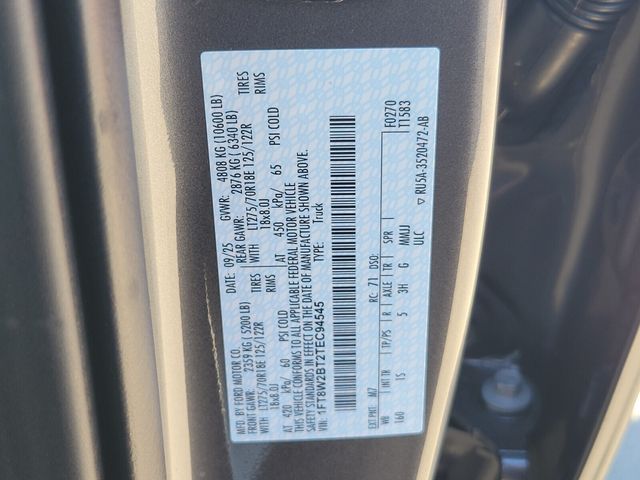 MFD. BY FORD MOTOR CO.
DATE: 09/25 GVWR: 4808 KG (10600 LB)
FRONT GAWR: 2359 KG (5200 LB) REAR GAWR: 2876 KG (6340 LB)
WITH LT275/70R18E 125/122R TIRES WITH LT275/70R18E 125/122R TIRES
18x8.0J RIMS 18x8.0J RIMS
AT 420 kPa/ 60 PSI COLD AT 450 kPa/ 65 PSI COLD
THIS VEHICLE CONFORMS TO ALL APPLICABLE FEDERAL MOTOR VEHICLE
SAFETY STANDARDS IN EFFECT ON THE DATE OF MANUFACTURE SHOWN ABOVE.
VIN: 1FT8W2BT2TEC94545 TYPE: Truck
F0270
EXT PNT: M7 RC: 71 DSO: T1583
WB INT TR TP/PS R AXLE TR SPR
160 1S 5 3H G MMJJ
ULC ▽ RU5A-3520472-AB